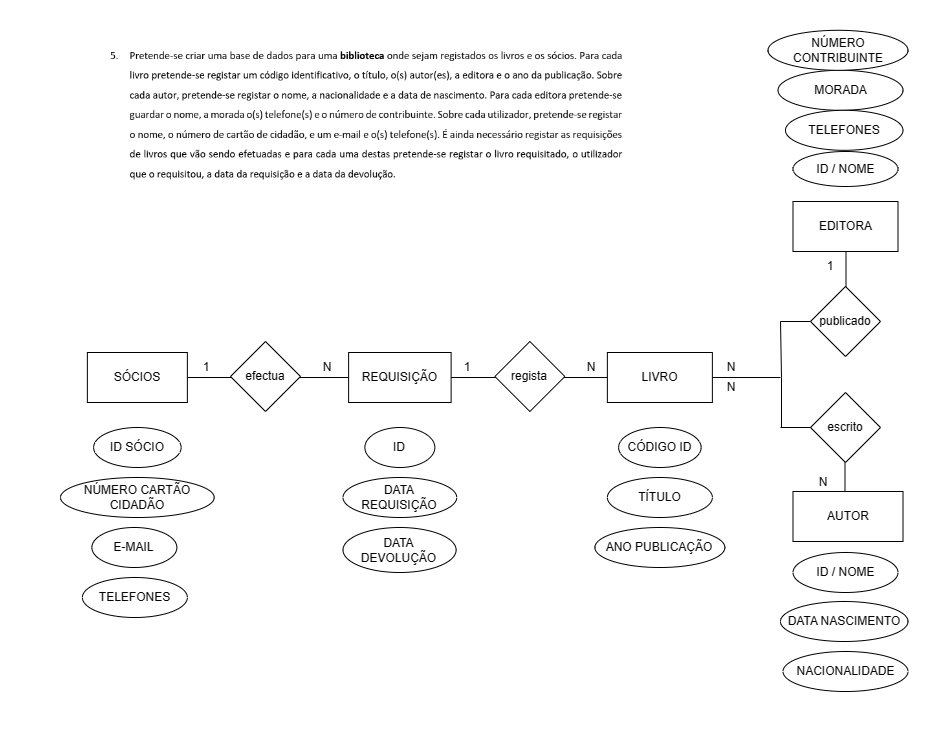 5. Pretende-se criar uma base de dados para uma biblioteca onde sejam registados os livros e os sócios. Para cada
livro pretende-se registar um código identificativo, o título, o(s) autor(es), a editora e o ano da publicação. Sobre
cada autor, pretende-se registar o nome, a nacionalidade e a data de nascimento. Para cada editora pretende-se
guardar o nome, a morada o(s) telefone(s) e o número de contribuinte. Sobre cada utilizador, pretende-se registar
o nome, o número de cartão de cidadão, e um e-mail e o(s) telefone(s). É ainda necessário registar as requisições
de livros que vão sendo efetuadas e para cada uma destas pretende-se registar o livro requisitado, o utilizador
que o requisitou, a data da requisição e a data da devolução.
NÚMERO
CONTRIBUINTE
MORADA
TELEFONES
ID / NOME
EDITORA
1
publicado
SÓCIOS
1
efectua
N
REQUISIÇÃO
1
regista
N
LIVRO
N
N
escrito
N
AUTOR
ID SÓCIO
NÚMERO CARTÃO
CIDADÃO
E-MAIL
TELEFONES
ID
DATA
REQUISIÇÃO
DATA
DEVOLUÇÃO
CÓDIGO ID
TÍTULO
ANO PUBLICAÇÃO
ID / NOME
DATA NASCIMENTO
NACIONALIDADE